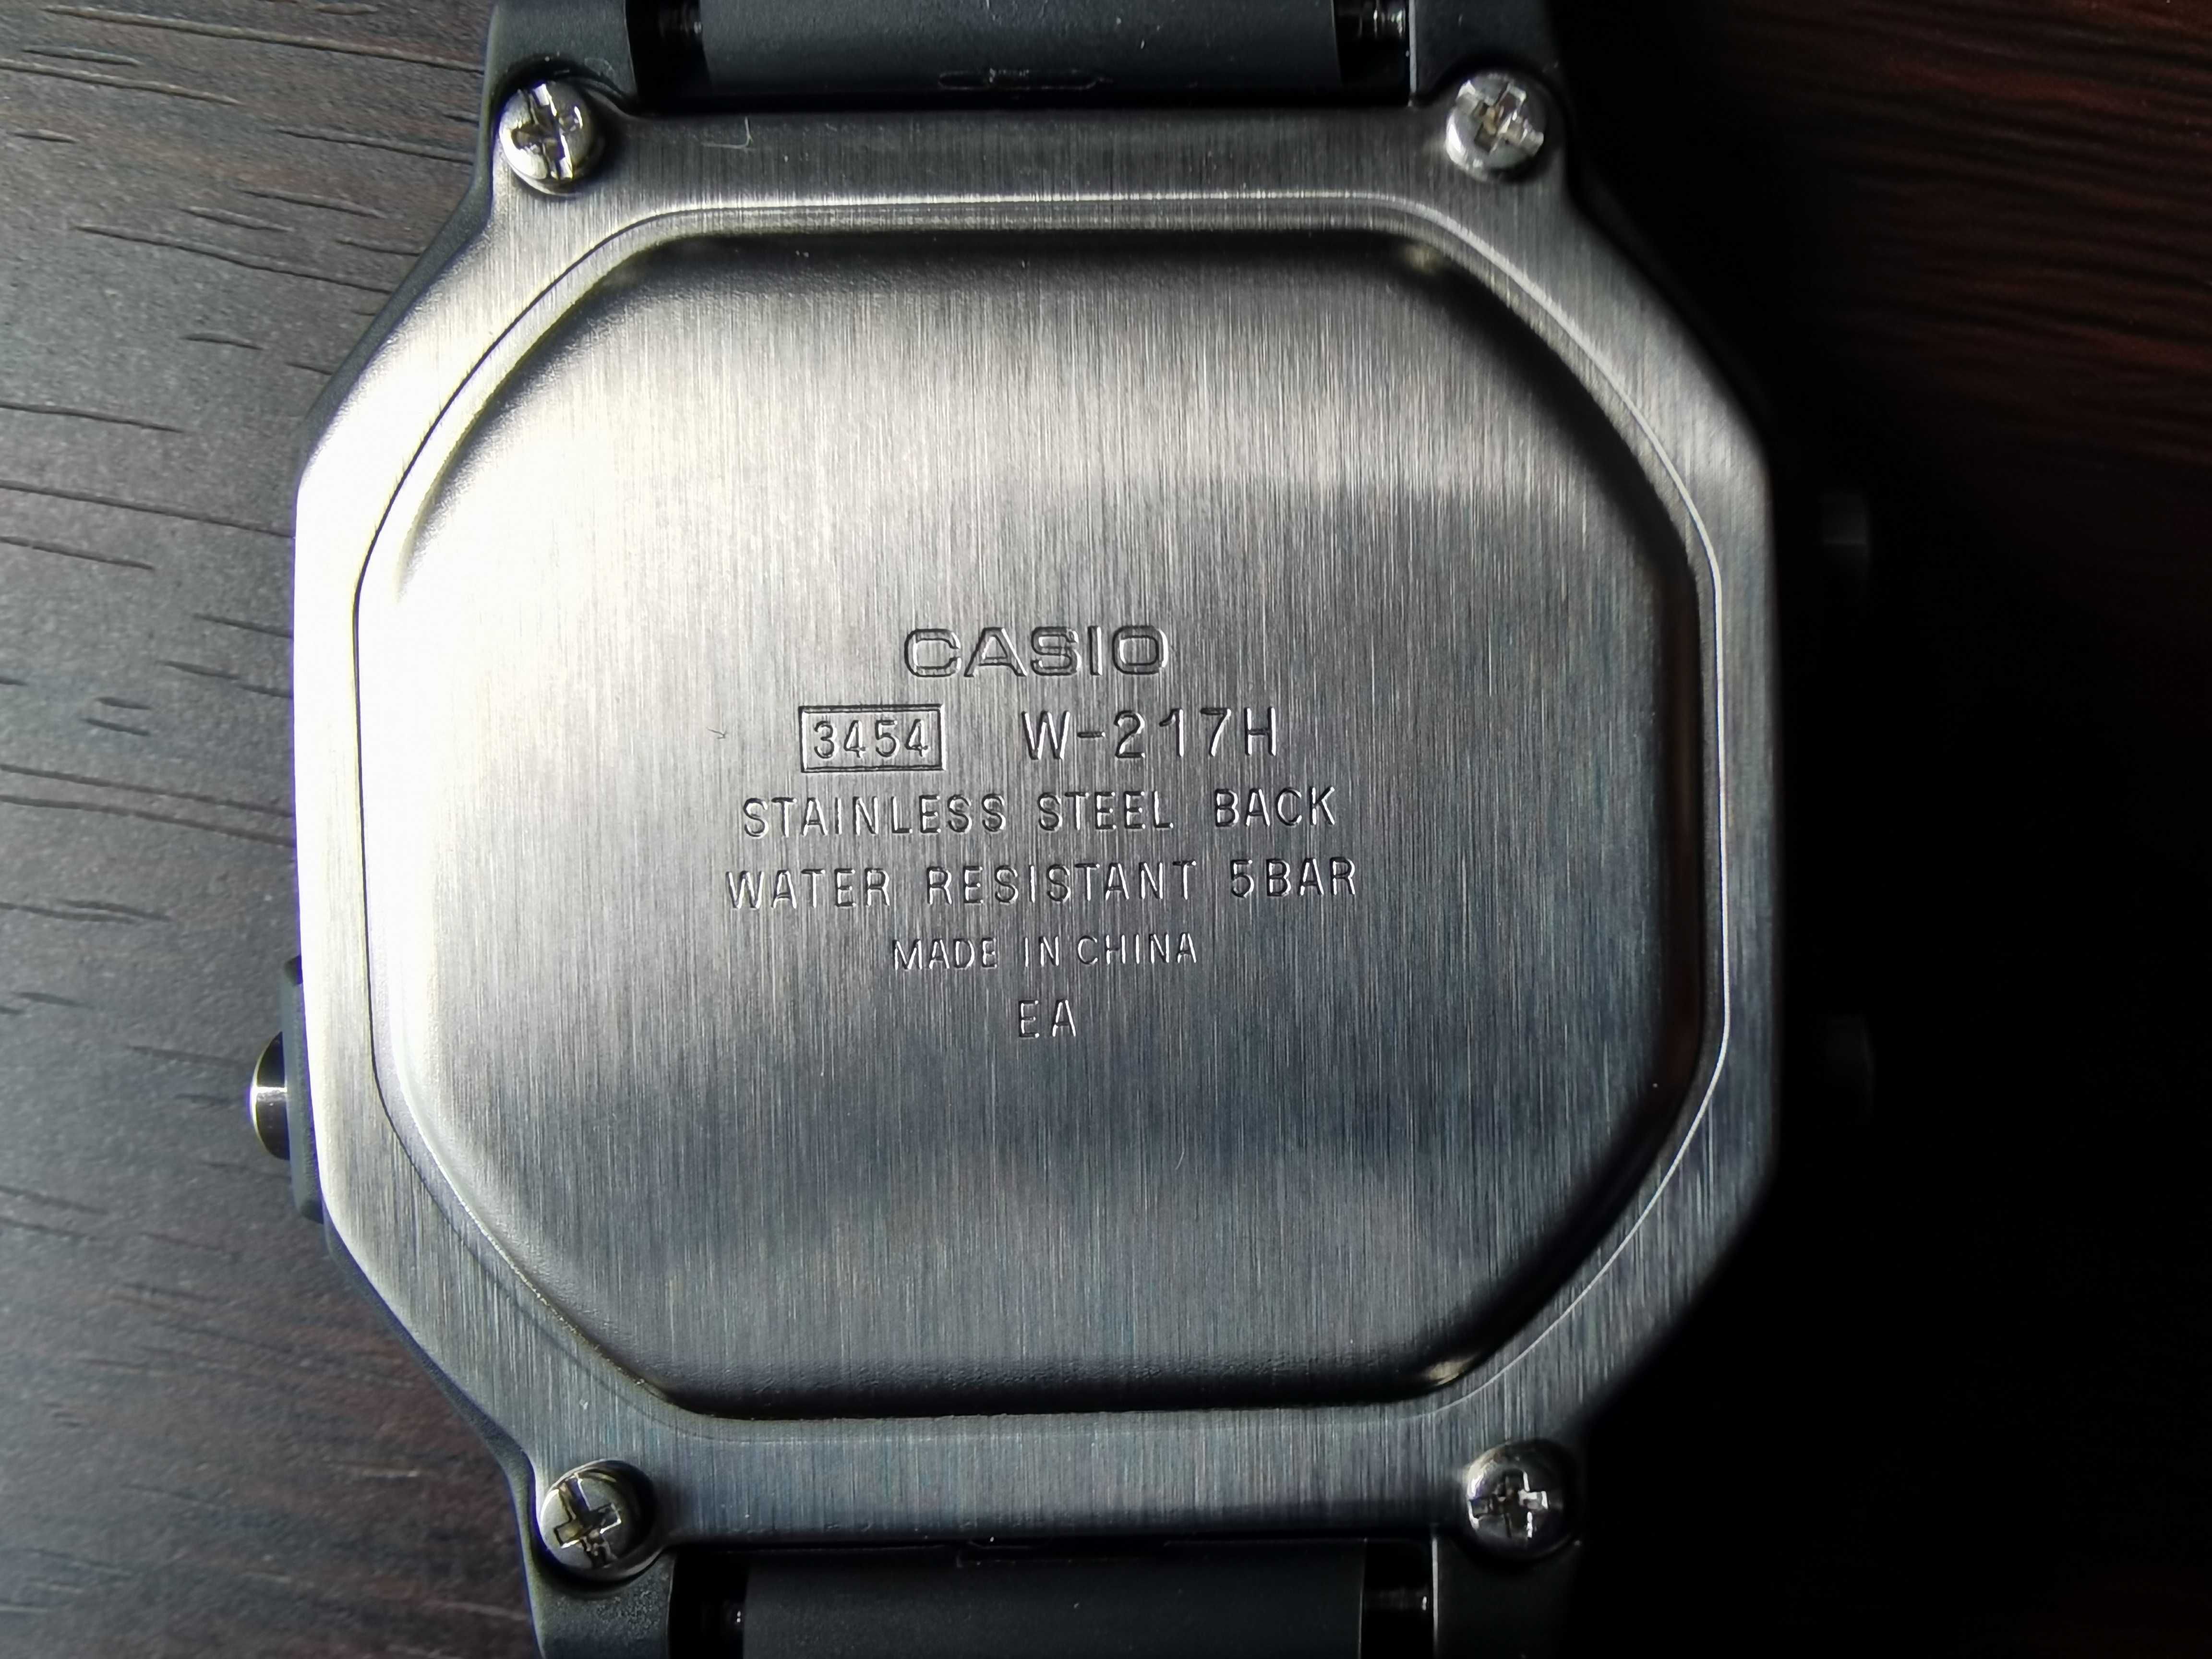 CASIO
3454 W-217H
STAINLESS STEEL BACK
WATER RESISTANT 5BAR
MADE IN CHINA
EA